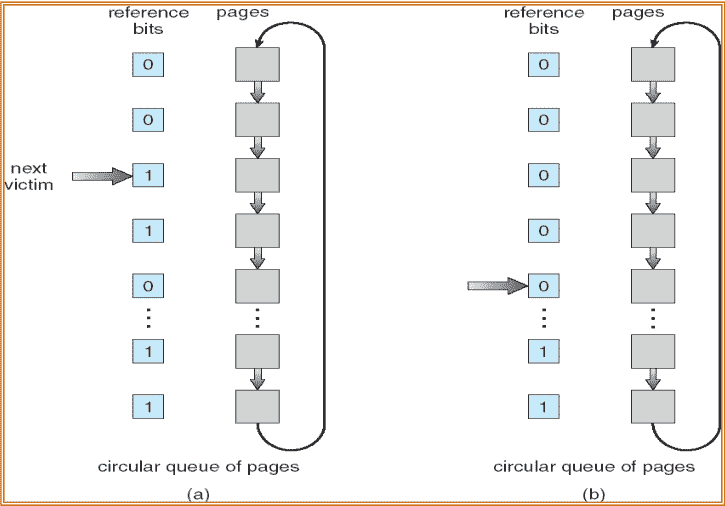 reference bits
pages
0
0
next victim
1
1
0
1
1
circular queue of pages
(a)
reference bits
pages
0
0
0
0
0
1
1
circular queue of pages
(b)